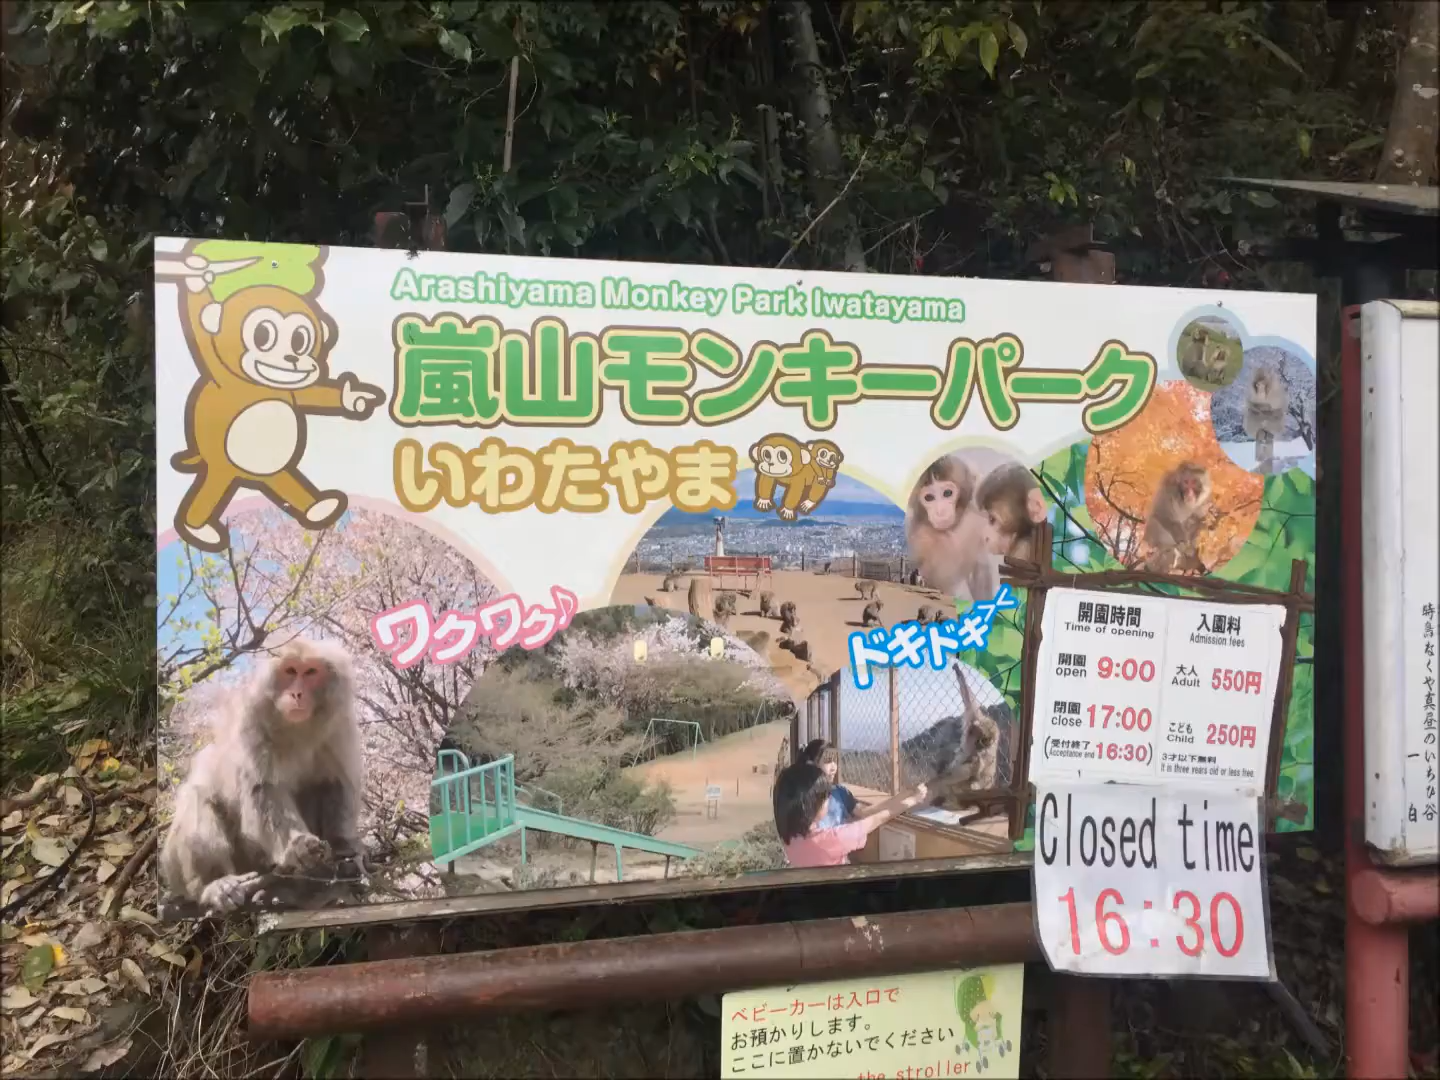 Arashiyama Monkey Park Iwatayama
嵐山モンキーパーク
いわたやま
ワクワク♪
ドキドキ
開園時間
Time of opening
開園
open 9:00
閉園
close 17:00
(受付終了
Acceptance end 16:30)
入園料
Admission fees
大人
Adult 550円
こども
Child 250円
3才以下無料
It is three years old or less free.
Closed time
16:30
ベビーカーは入口で
お預かりします。
ここに置かないでください
the stroller
時鳥なくや真昼のいちひ谷
一白